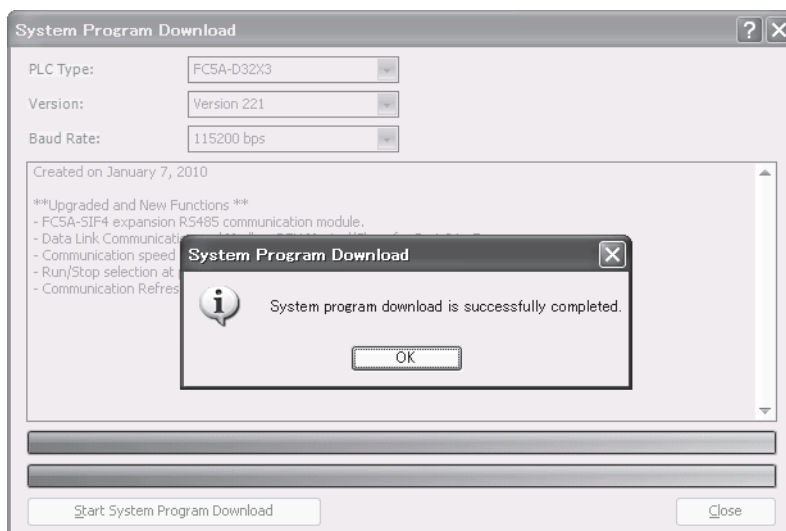 System Program Download
PLC Type: FC5A-D32X3
Version: Version 221
Baud Rate: 115200 bps
Created on January 7, 2010
**Upgraded and New Functions **
- FC5A-SIF4 expansion RS485 communication module.
- Data Link Communicati
- Communication speed
- Run/Stop selection at
- Communication Refres
System Program Download
System program download is successfully completed.
OK
Start System Program Download
Close